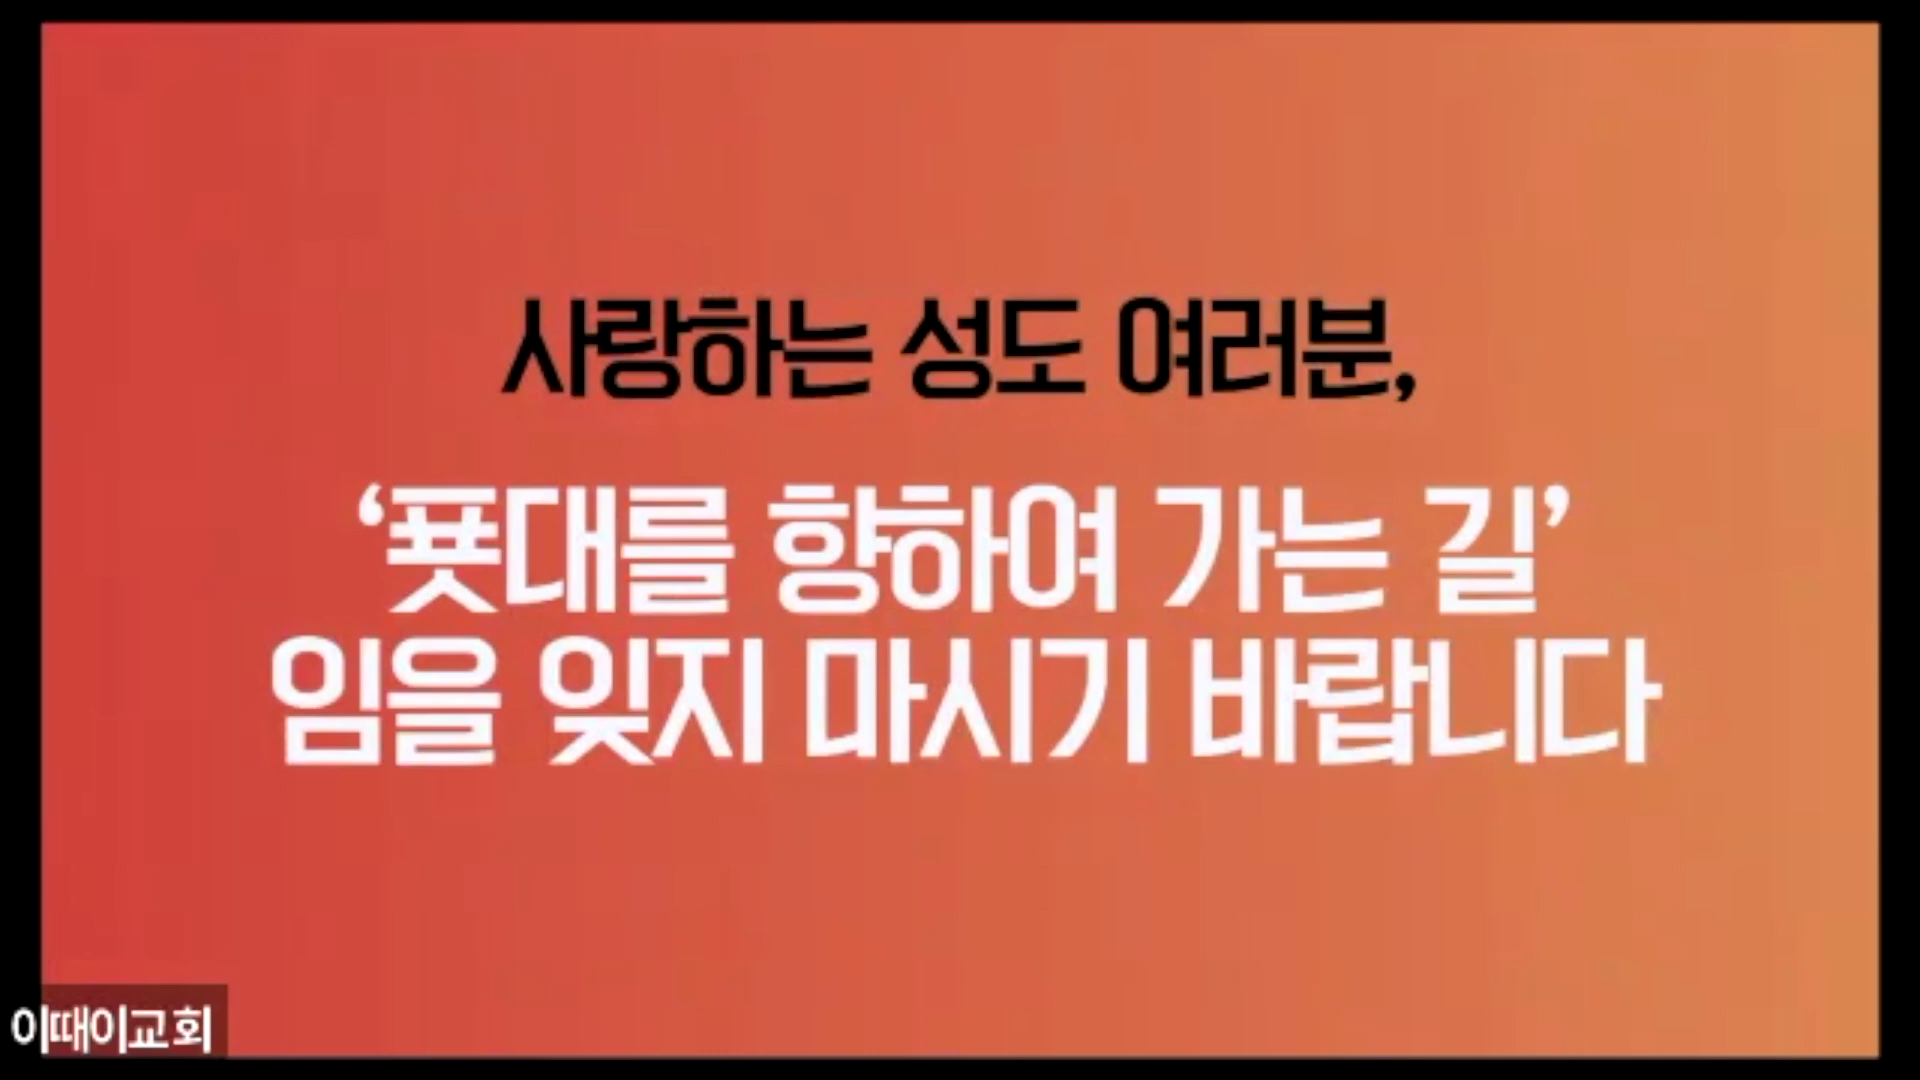 사랑하는 성도 여러분,
‘푯대를 향하여 가는 길’
임을 잊지 마시기 바랍니다
이때이교회